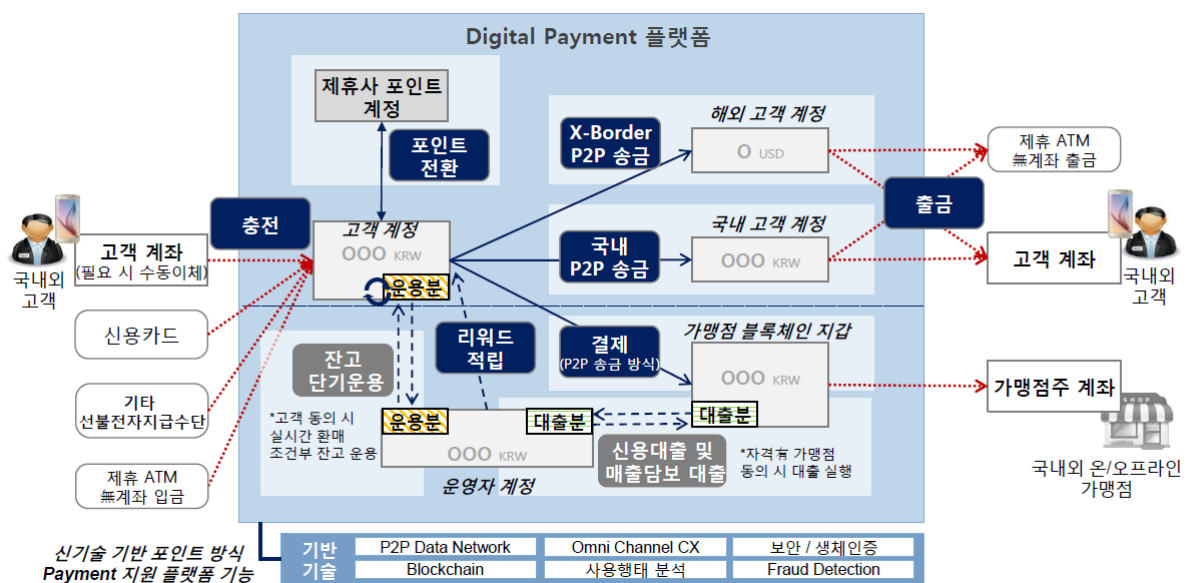 Digital Payment 플랫폼
제휴사 포인트
계정
포인트
전환
해외 고객 계정
X-Border
P2P 송금
O USD
제휴 ATM
無계좌 출금
출금
충전
고객 계정
OOO KRW
운용분
국내 고객 계정
국내
P2P 송금
OOO KRW
고객 계좌
(필요 시 수동이체)
국내외
고객
고객 계좌
국내외
고객
신용카드
기타
선불전자지급수단
제휴 ATM
無계좌 입금
잔고
단기운용
리워드
적립
결제
(P2P 송금 방식)
가맹점 블록체인 지갑
OOO KRW
대출분
가맹점주 계좌
SHOP
국내외 온/오프라인
가맹점
*고객 동의 시
실시간 환매
조건부 잔고 운용
운용분
대출분
OOO KRW
운영자 계정
신용대출 및
매출담보 대출
*자격有 가맹점
동의 시 대출 실행
신기술 기반 포인트 방식
Payment 지원 플랫폼 기능
기반
기술
P2P Data Network
Omni Channel CX
보안 / 생체인증
Blockchain
사용행태 분석
Fraud Detection